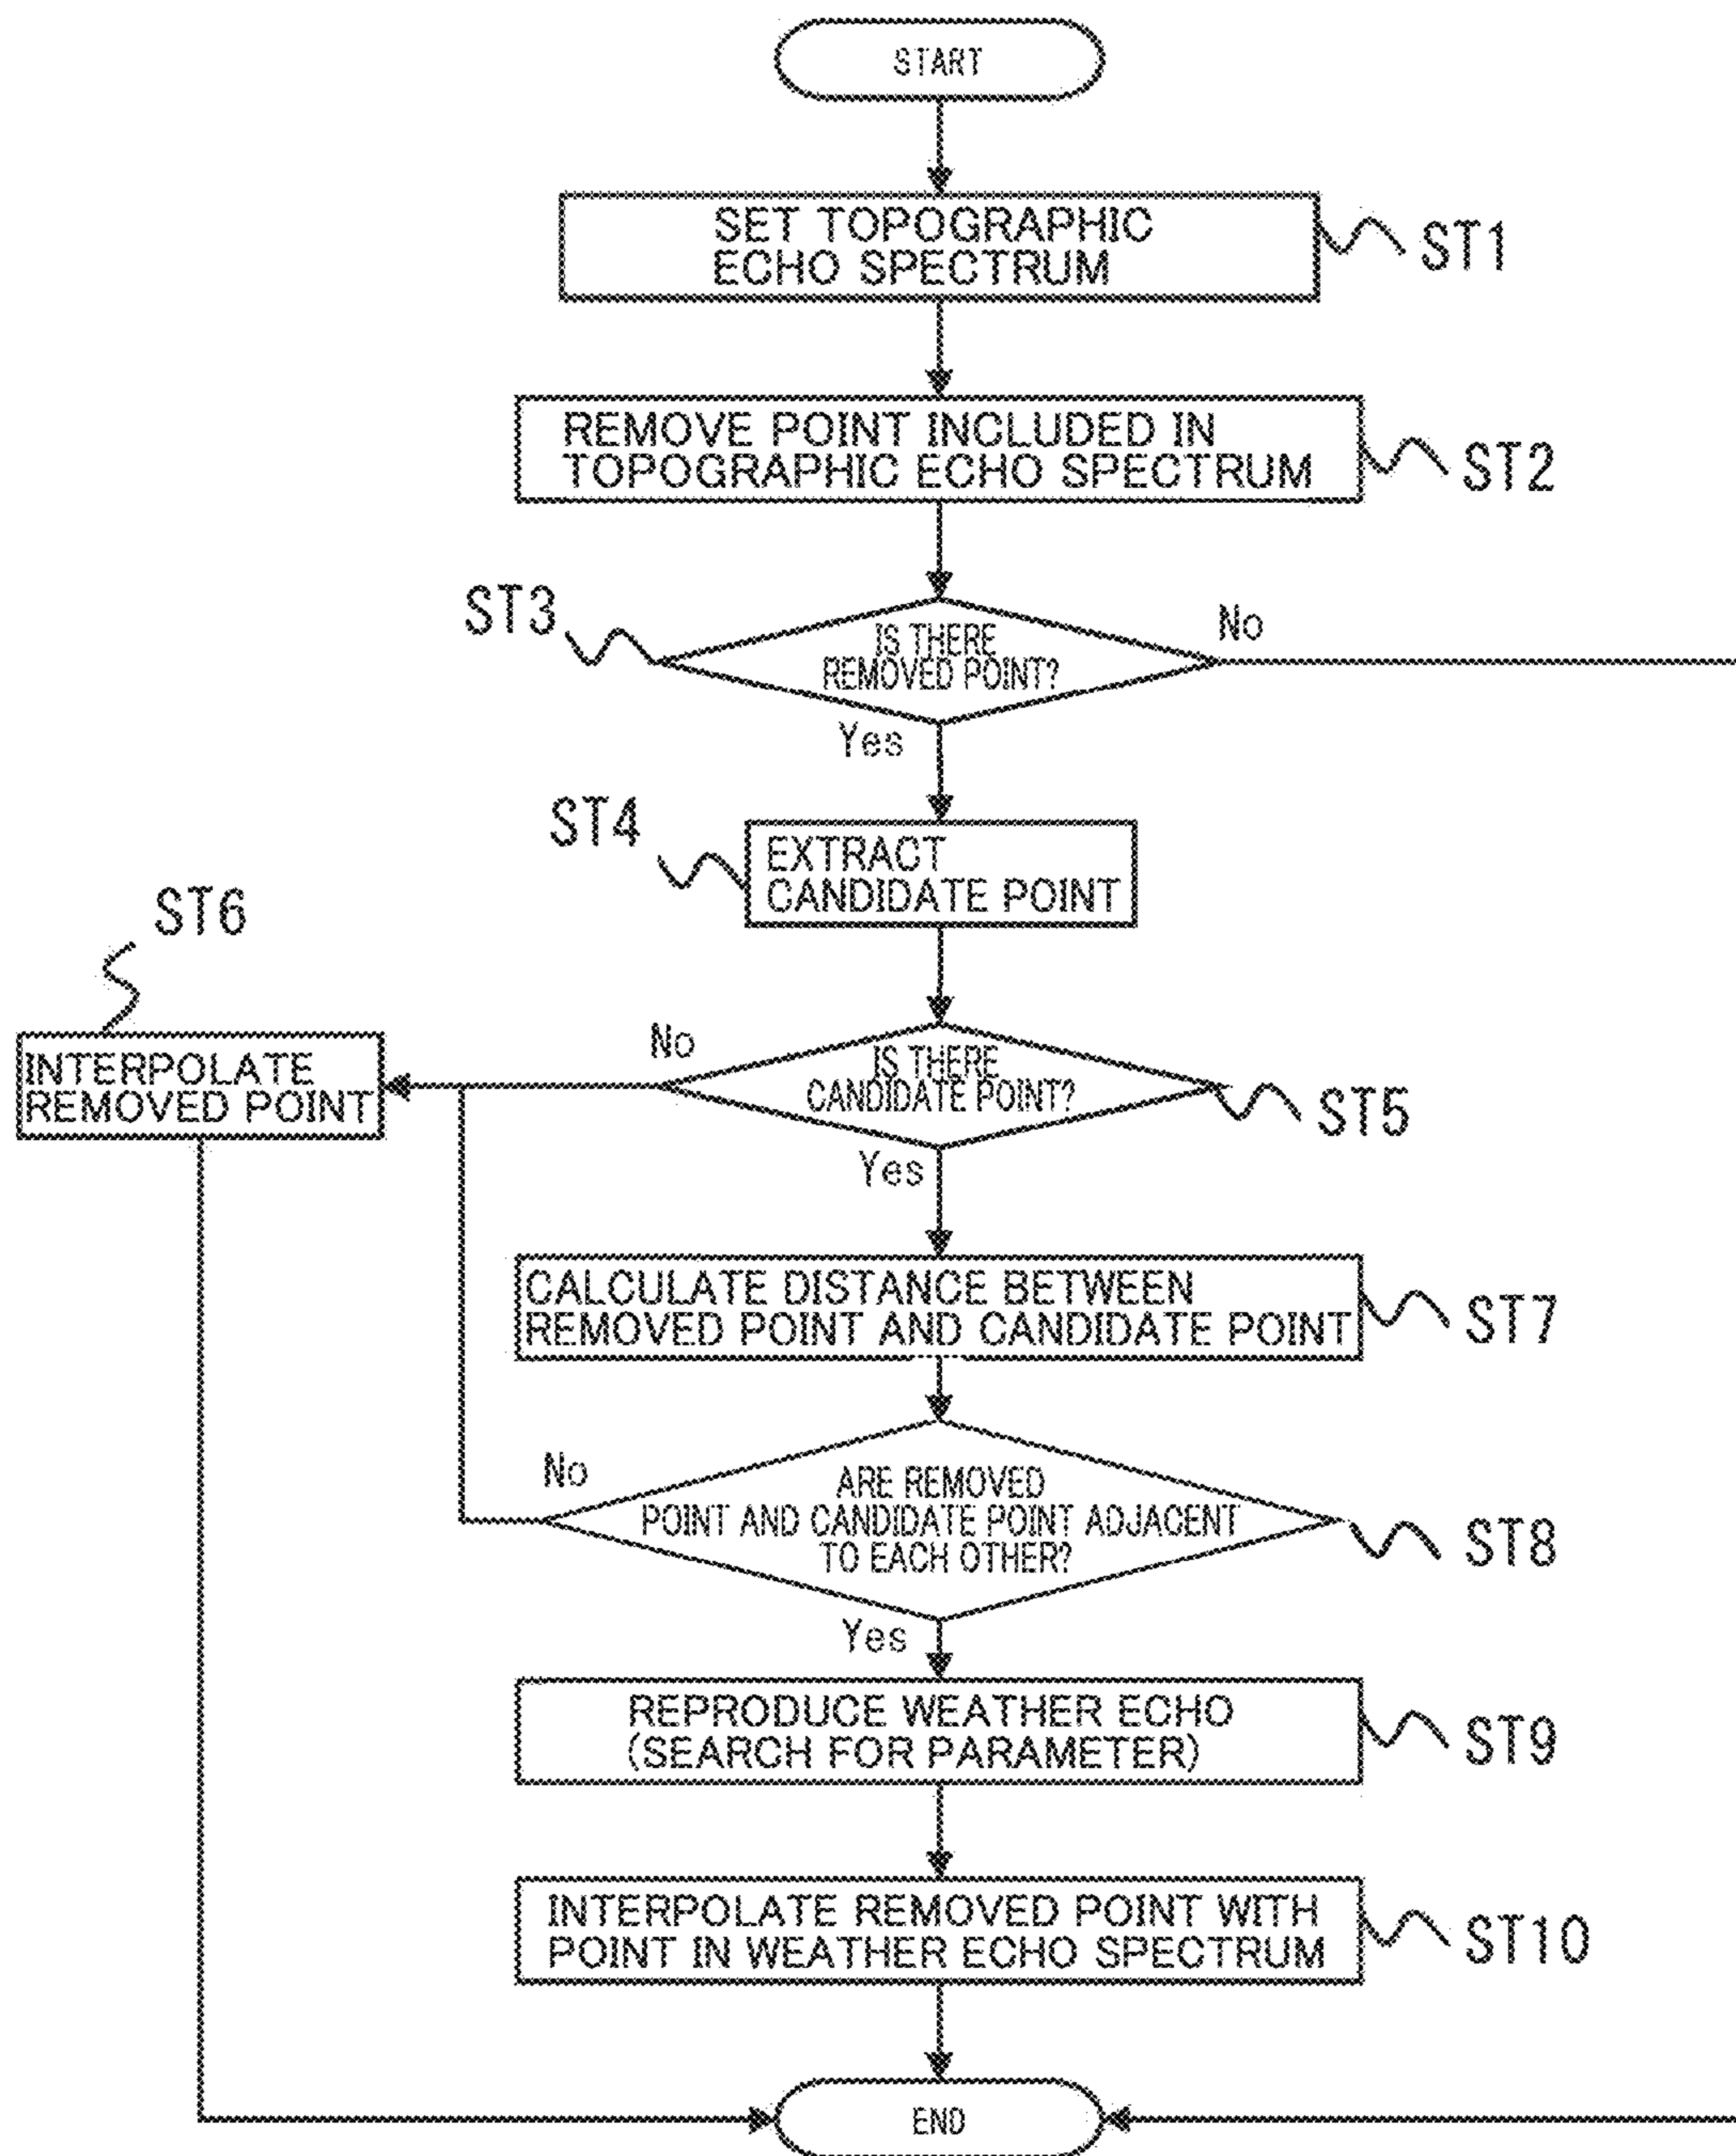 START
SET TOPOGRAPHIC
ECHO SPECTRUM
ST1
REMOVE POINT INCLUDED IN
TOPOGRAPHIC ECHO SPECTRUM
ST2
ST3
IS THERE
REMOVED POINT?
No
Yes
ST4
EXTRACT
CANDIDATE POINT
ST6
INTERPOLATE
REMOVED POINT
No
IS THERE
CANDIDATE POINT?
ST5
Yes
CALCULATE DISTANCE BETWEEN
REMOVED POINT AND CANDIDATE POINT
ST7
No
ARE REMOVED
POINT AND CANDIDATE POINT ADJACENT
TO EACH OTHER?
ST8
Yes
REPRODUCE WEATHER ECHO
(SEARCH FOR PARAMETER)
ST9
INTERPOLATE REMOVED POINT WITH
POINT IN WEATHER ECHO SPECTRUM
ST10
END